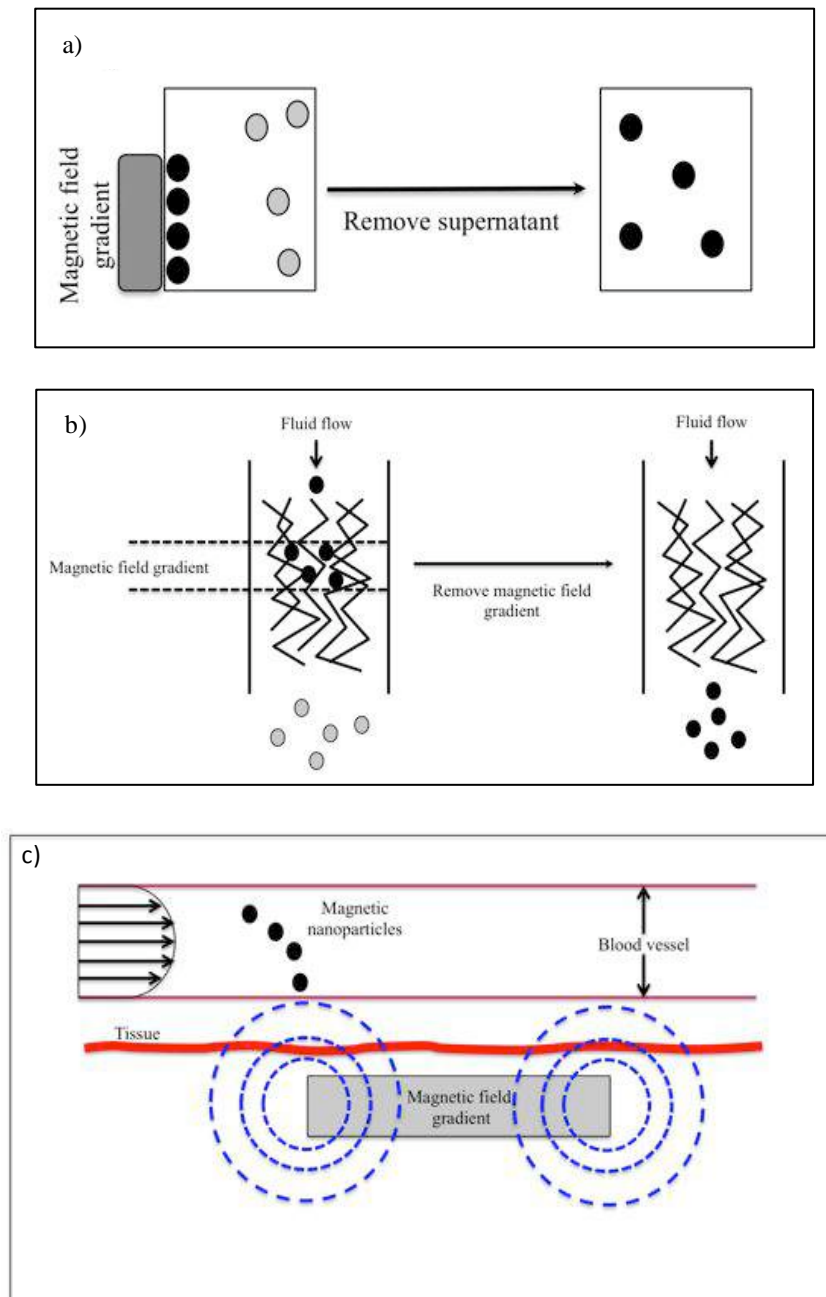 a)
Magnetic field
gradient
Remove supernatant
b)
Fluid flow
Fluid flow
Magnetic field gradient
Remove magnetic field
gradient
c)
Magnetic
nanoparticles
Blood vessel
Tissue
Magnetic field
gradient